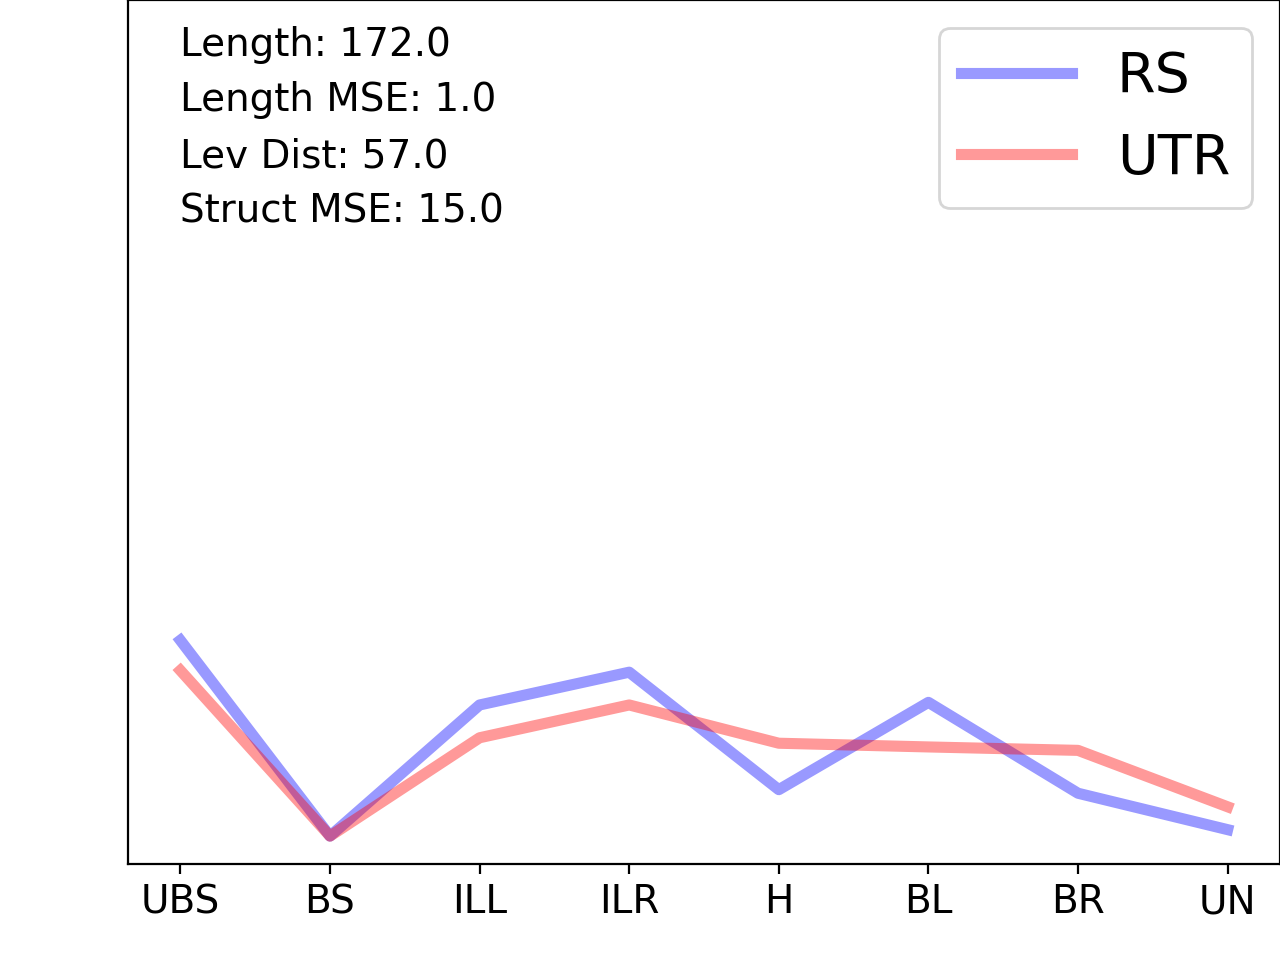 Length: 172.0
Length MSE: 1.0
Lev Dist: 57.0
Struct MSE: 15.0
RS
UTR
UBS BS ILL ILR H BL BR UN